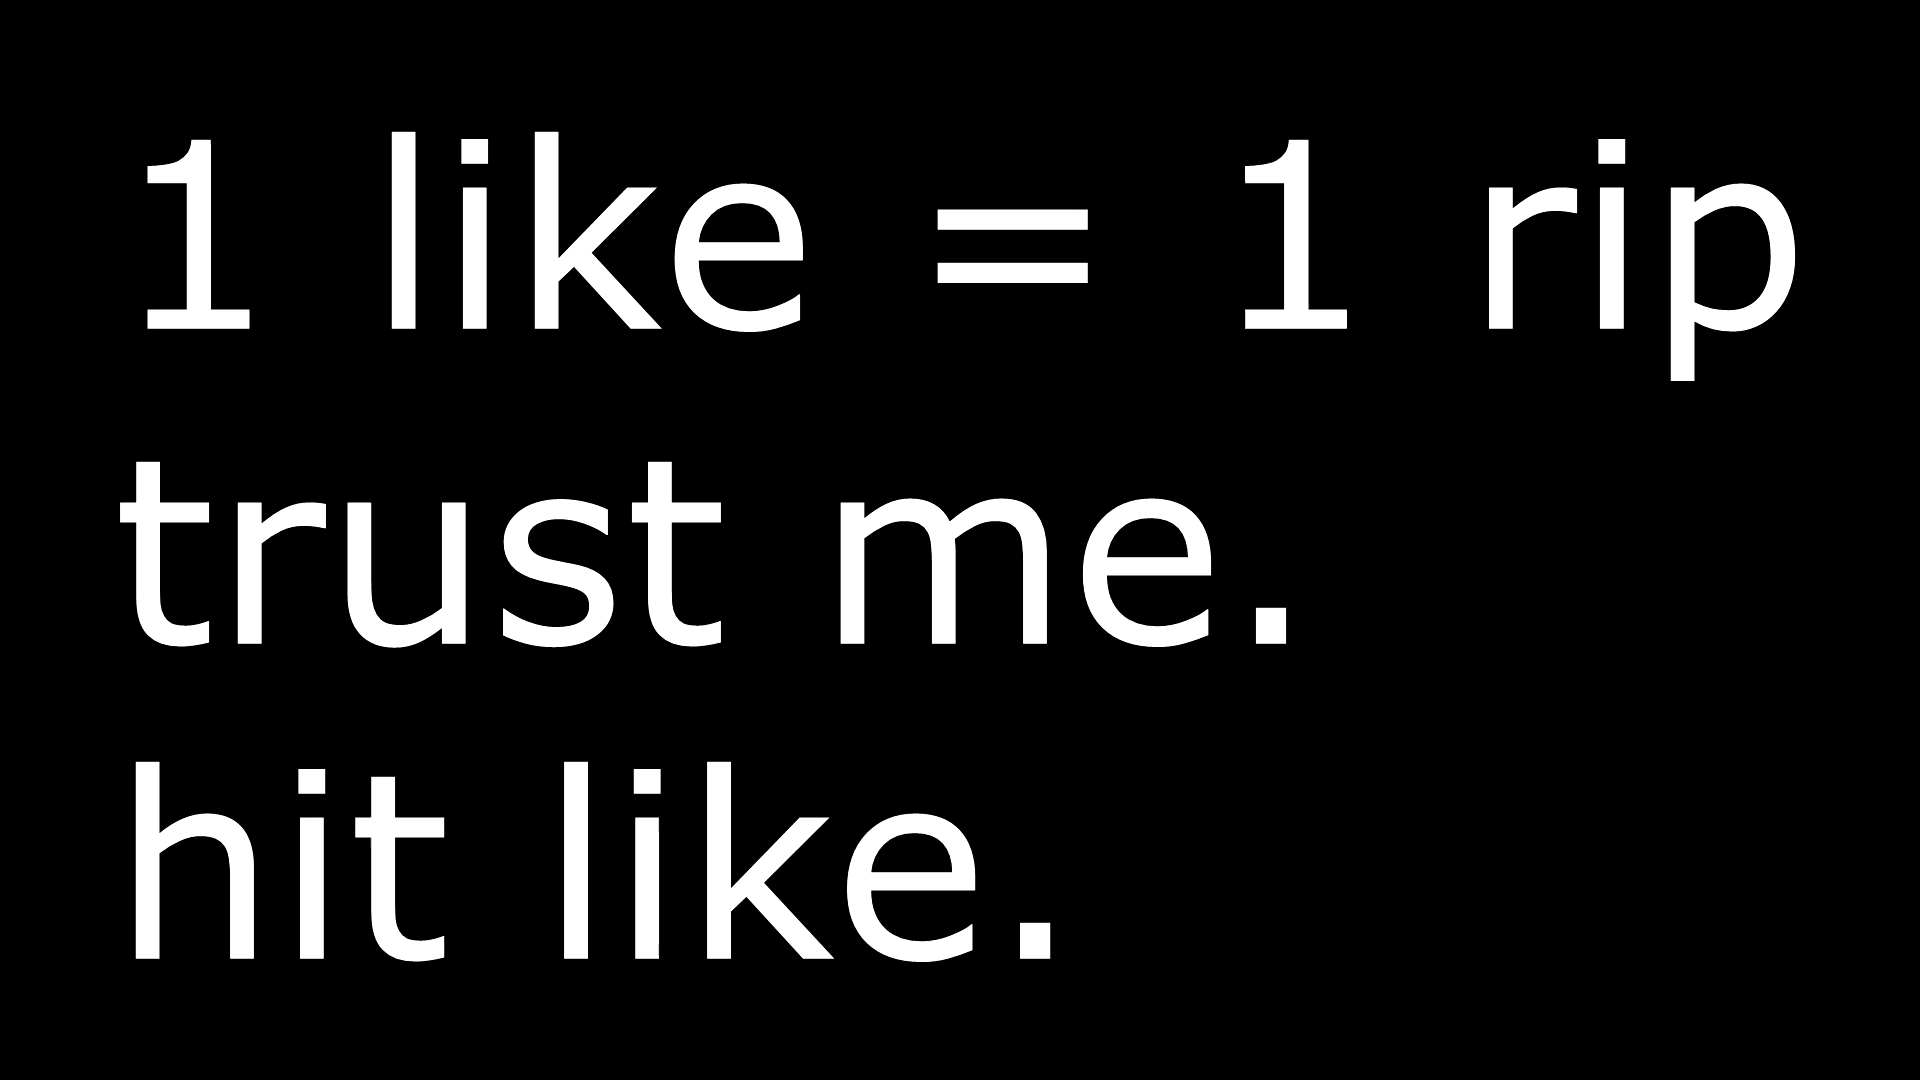 1 like = 1 rip
trust me.
hit like.